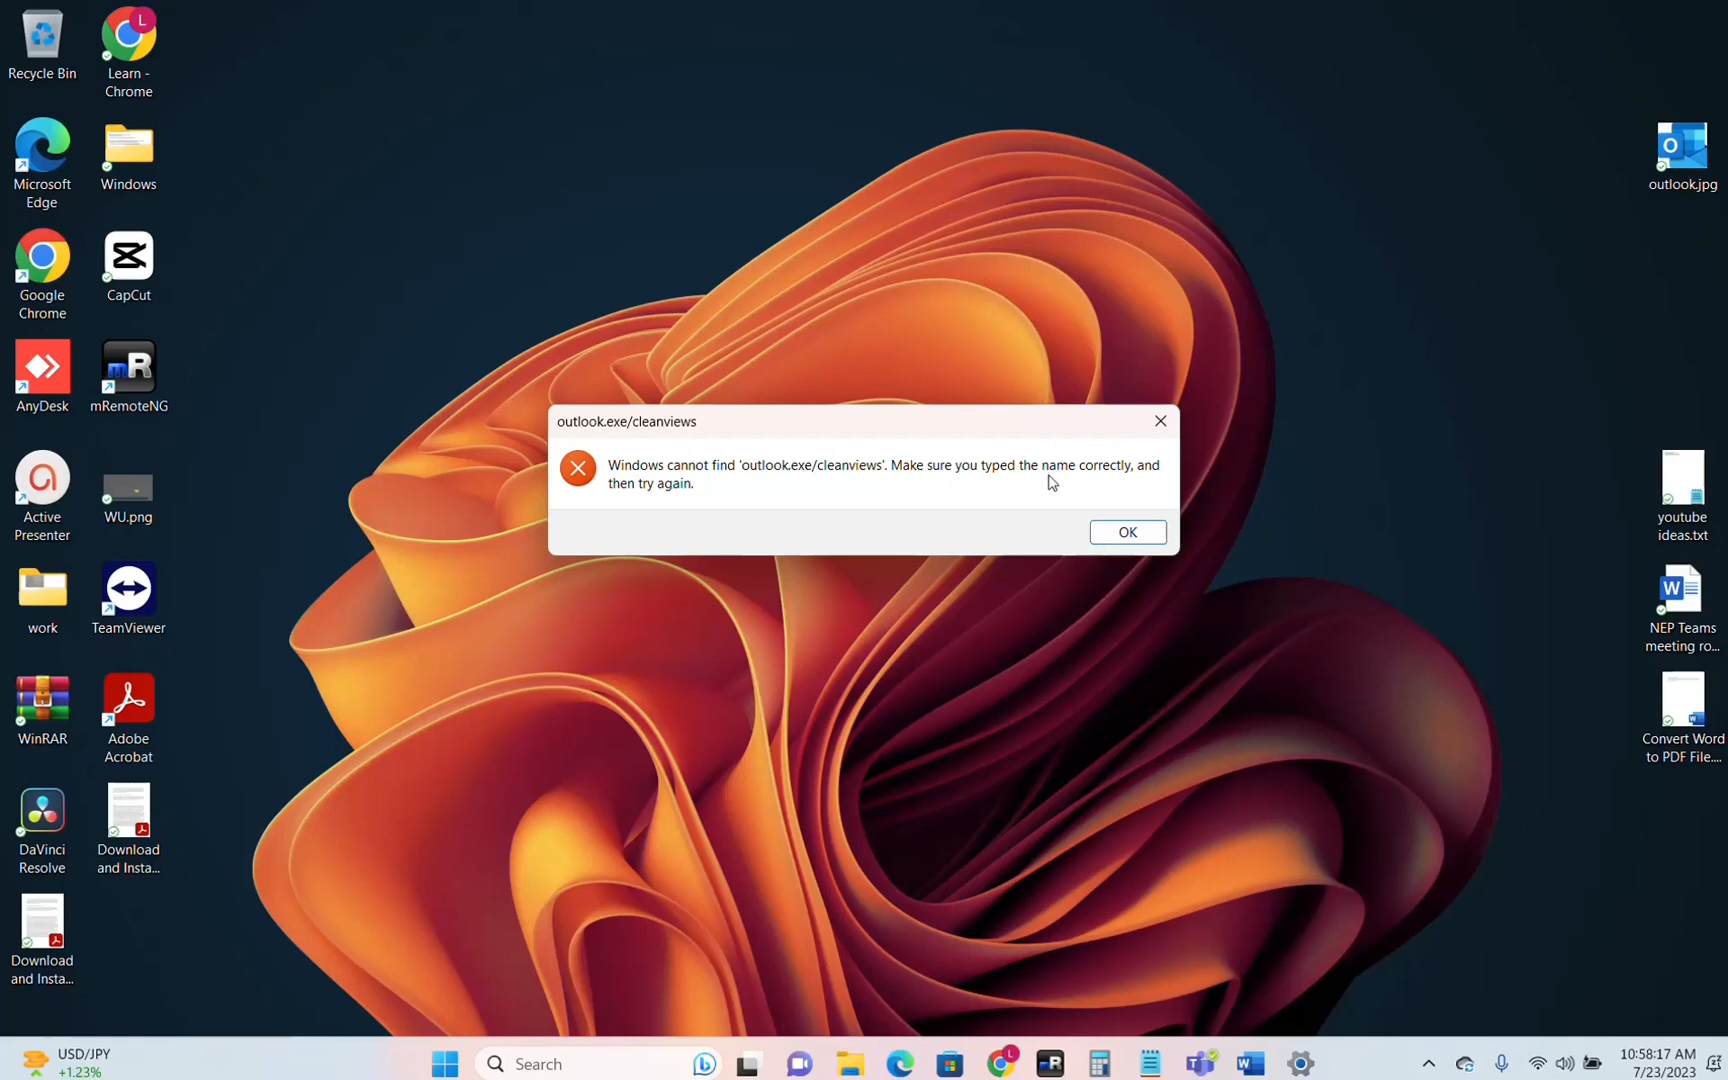 Recycle Bin
L
Learn -
Chrome
Microsoft
Edge
Windows
O
outlook.jpg
Google
Chrome
CapCut
AnyDesk
mR
mRemoteNG
outlook.exe/cleanviews
Windows cannot find 'outlook.exe/cleanviews'. Make sure you typed the name correctly, and
then try again.
OK
Active
Presenter
WU.png
youtube
ideas.txt
work
TeamViewer
W
NEP Teams
meeting ro...
WinRAR
Adobe
Acrobat
Convert Word
to PDF File....
DaVinci
Resolve
Download
and Insta...
Download
and Insta...
USD/JPY
+1.23%
Search
L
R
W
10:58:17 AM
7/23/2023